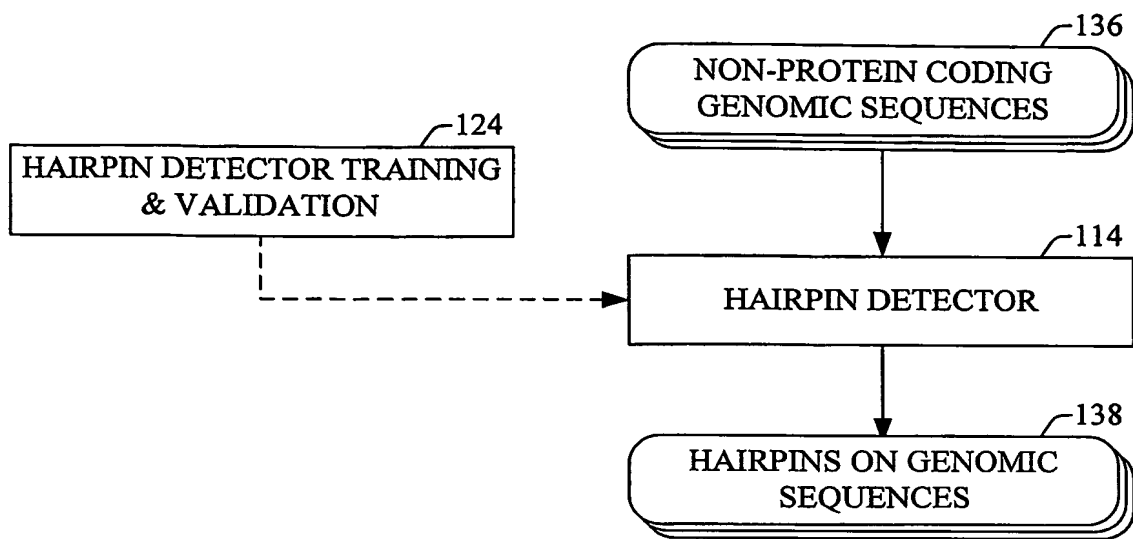 136
NON-PROTEIN CODING
GENOMIC SEQUENCES
124
HAIRPIN DETECTOR TRAINING
& VALIDATION
114
HAIRPIN DETECTOR
138
HAIRPINS ON GENOMIC
SEQUENCES